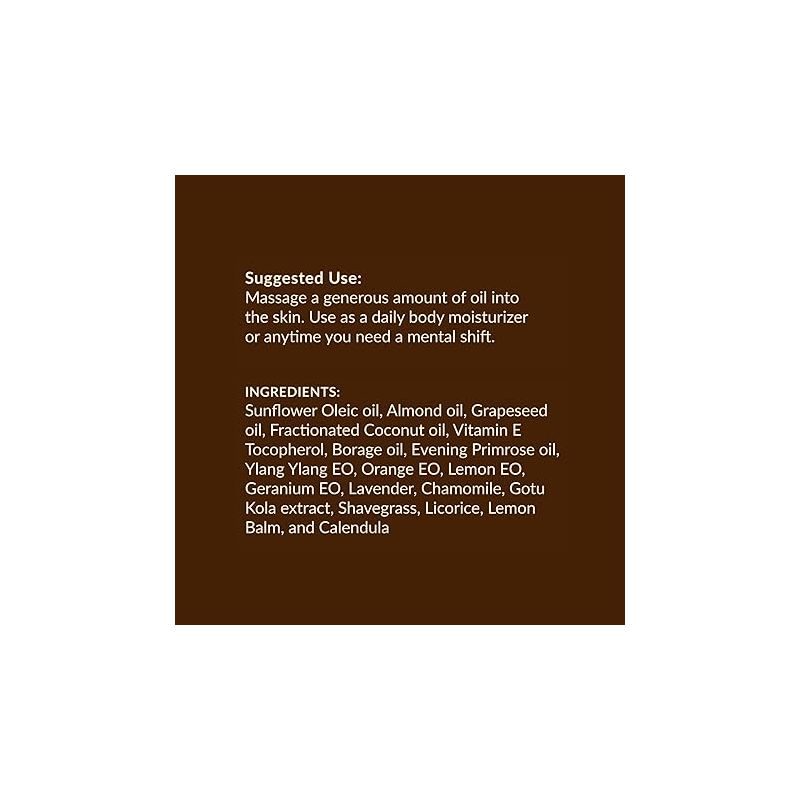 Suggested Use:
Massage a generous amount of oil into
the skin. Use as a daily body moisturizer
or anytime you need a mental shift.
INGREDIENTS:
Sunflower Oleic oil, Almond oil, Grapeseed
oil, Fractionated Coconut oil, Vitamin E
Tocopherol, Borage oil, Evening Primrose oil,
Ylang Ylang EO, Orange EO, Lemon EO,
Geranium EO, Lavender, Chamomile, Gotu
Kola extract, Shavegrass, Licorice, Lemon
Balm, and Calendula